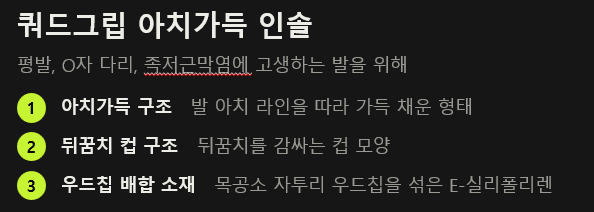 쿼드그립 아치가득 인솔
평발, O자 다리, 족저근막염에 고생하는 발을 위해
1 아치가득 구조 발 아치 라인을 따라 가득 채운 형태
2 뒤꿈치 컵 구조 뒤꿈치를 감싸는 컵 모양
3 우드칩 배합 소재 목공소 자투리 우드칩을 섞은 E-실리폴리렌